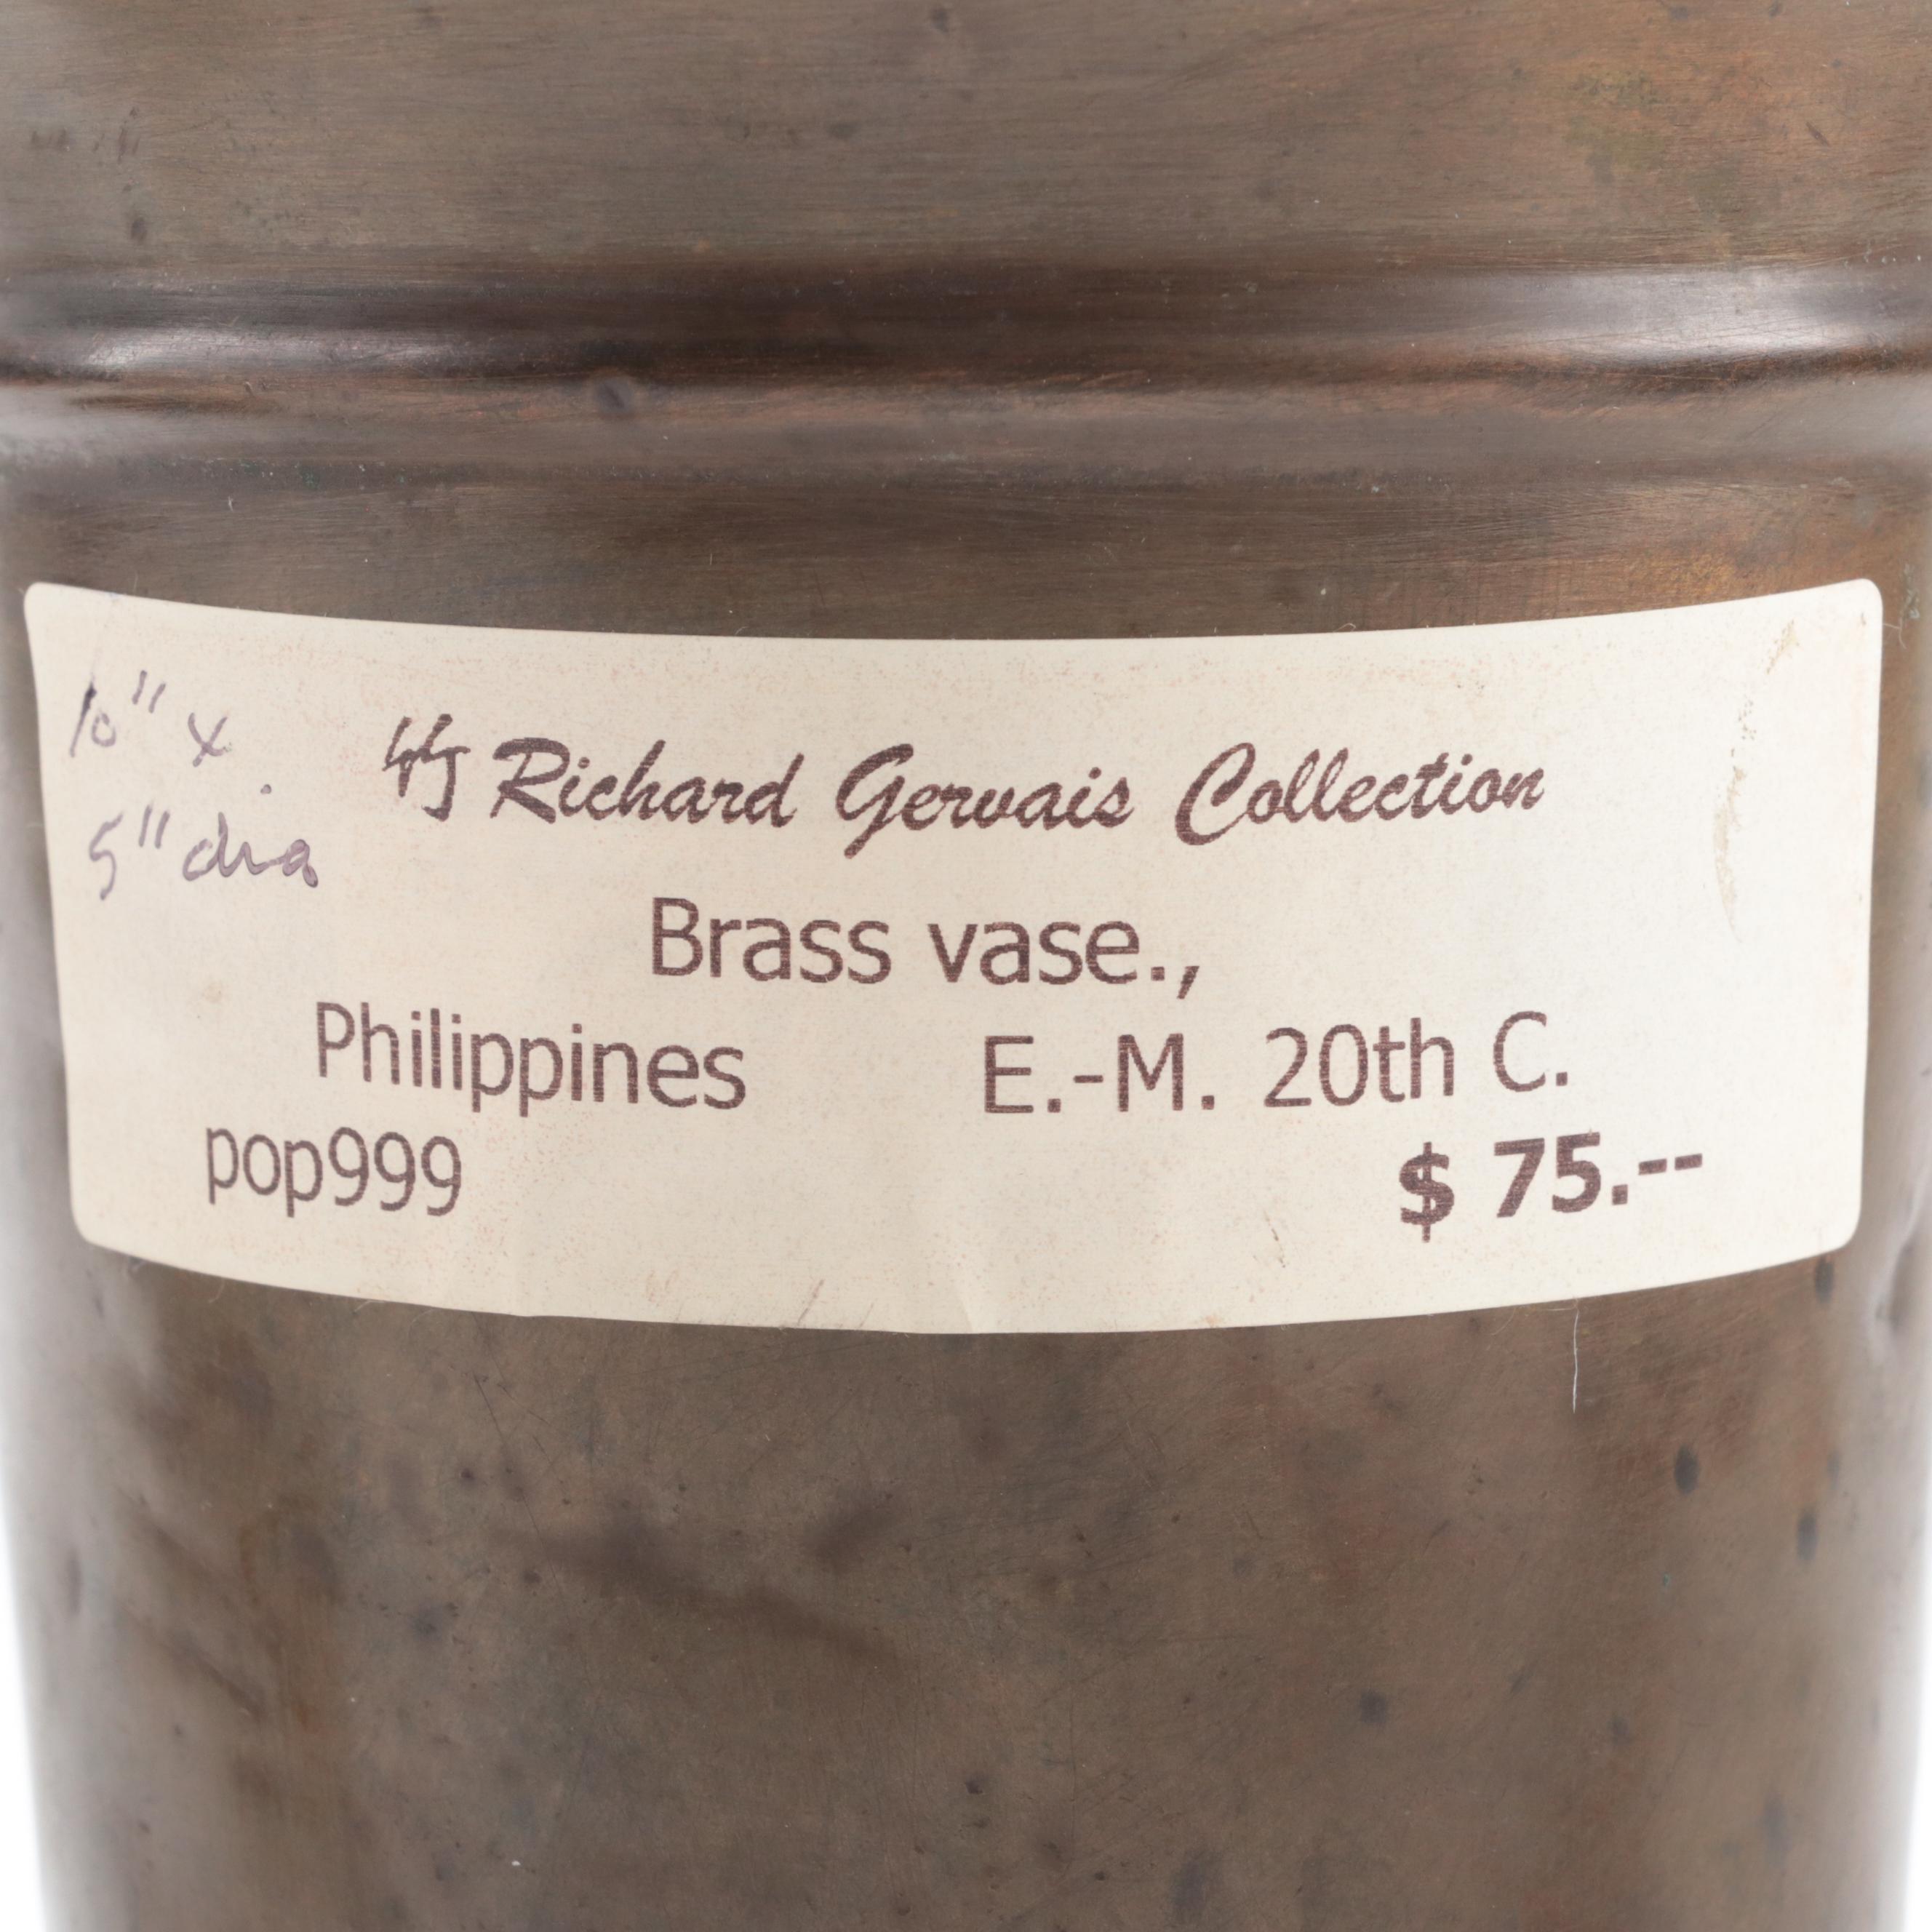 10" x
5" dia
Richard Gervais Collection
Brass vase.,
Philippines E.-M. 20th C.
pop999 $ 75.--